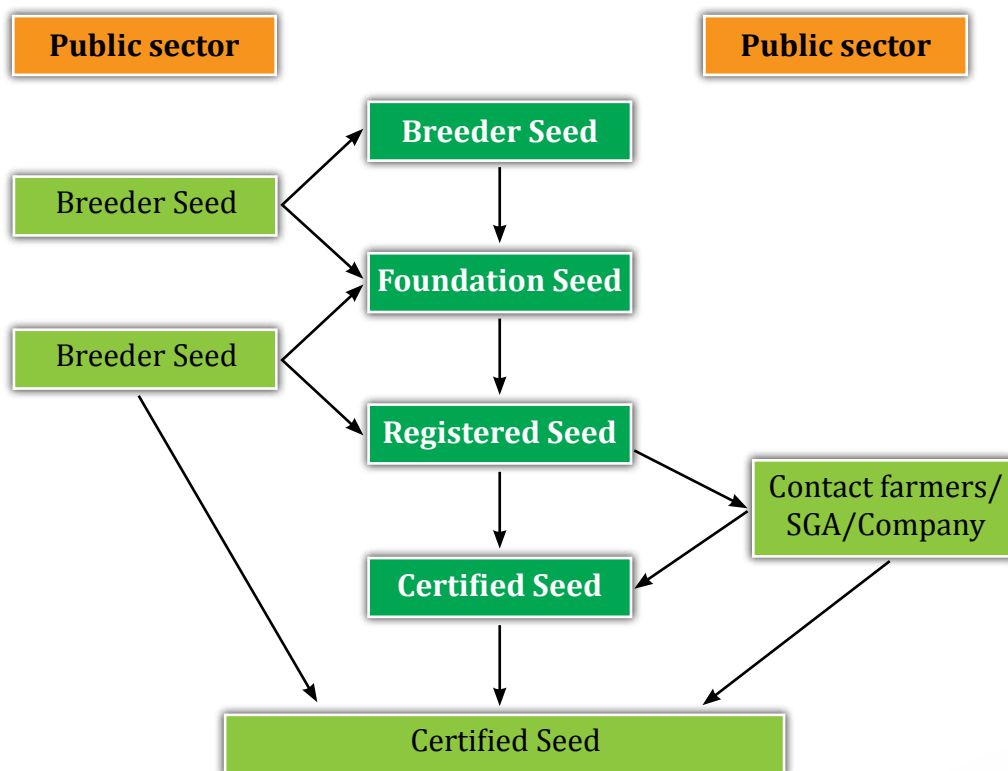 Public sector
Public sector
Breeder Seed
Breeder Seed
Foundation Seed
Breeder Seed
Registered Seed
Contact farmers/
SGA/Company
Certified Seed
Certified Seed